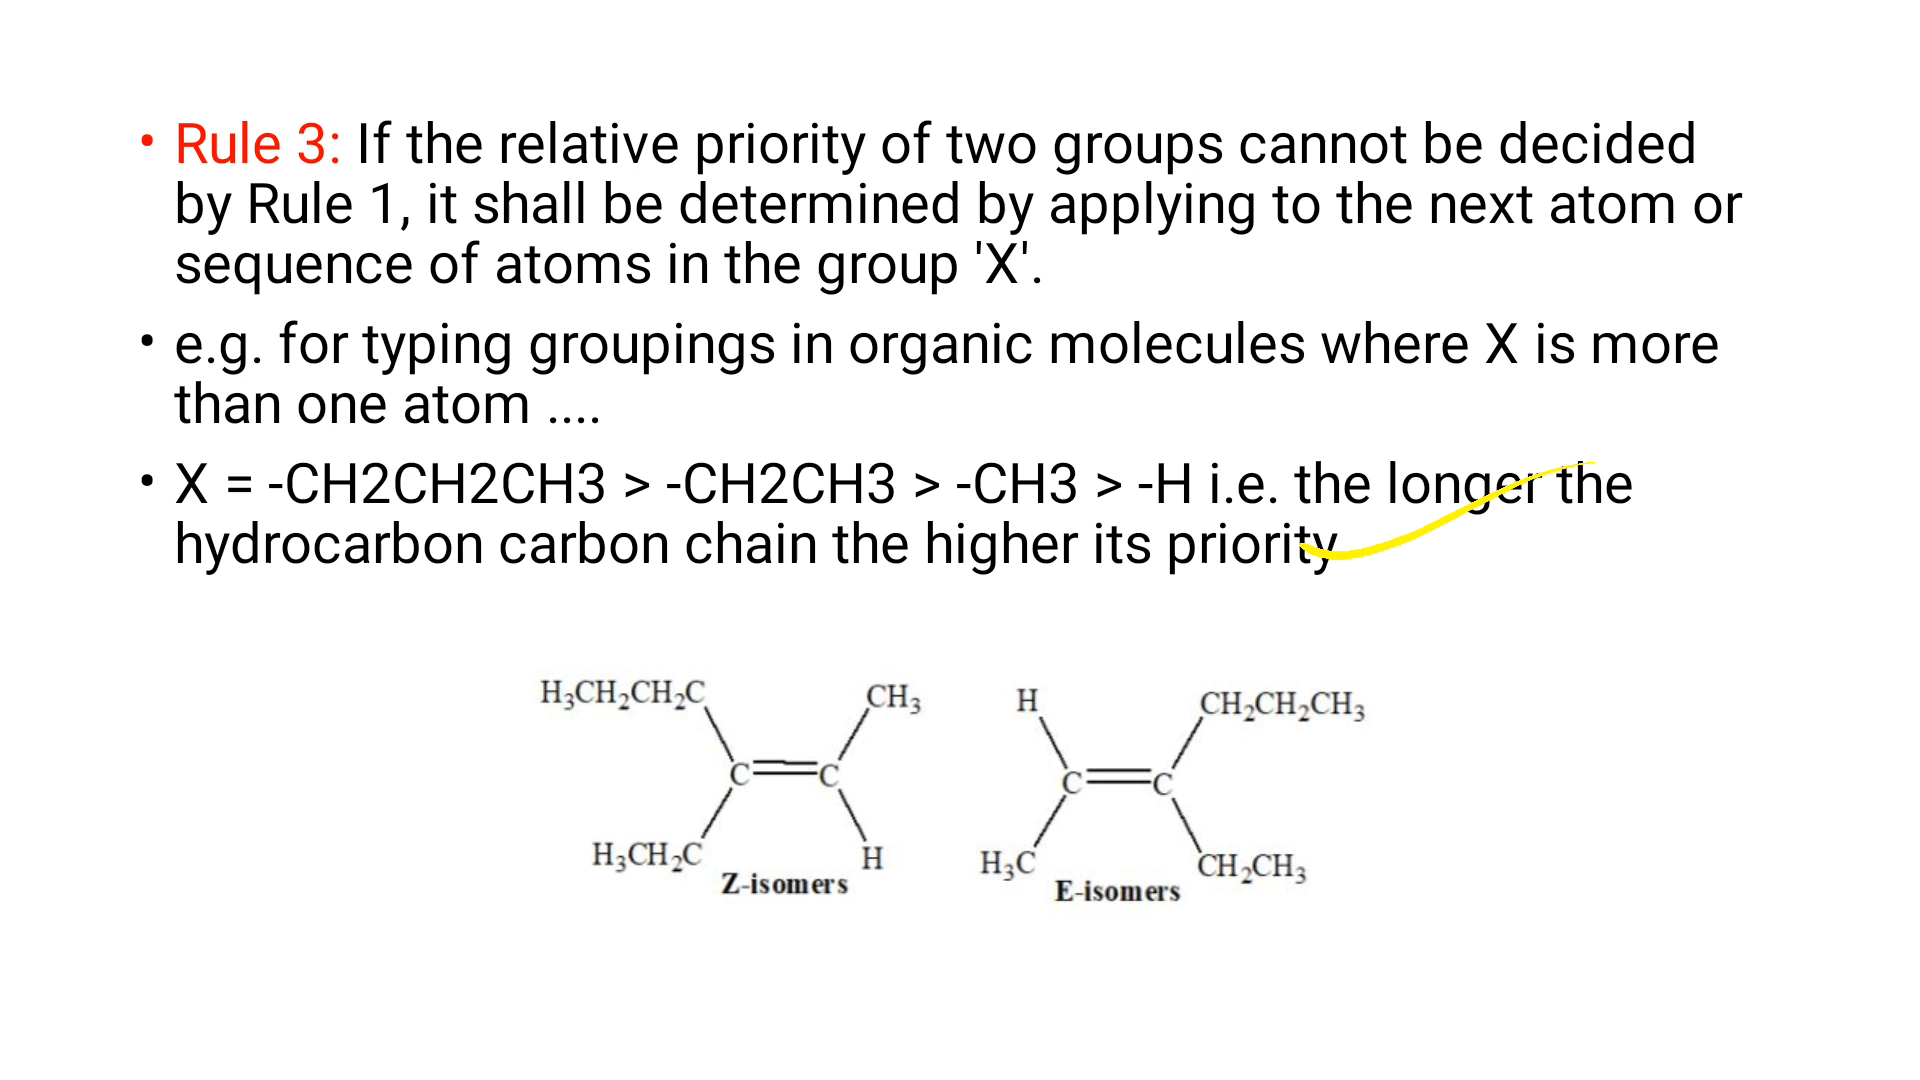 • Rule 3: If the relative priority of two groups cannot be decided
by Rule 1, it shall be determined by applying to the next atom or
sequence of atoms in the group 'X'.
• e.g. for typing groupings in organic molecules where X is more
than one atom ....
• X = -CH2CH2CH3 > -CH2CH3 > -CH3 > -H i.e. the longer the
hydrocarbon carbon chain the higher its priority
H₃CH₂CH₂C CH₃
C C
H₃CH₂C H
Z-isomers
H CH₂CH₂CH₃
C C
H₃C CH₂CH₃
E-isomers